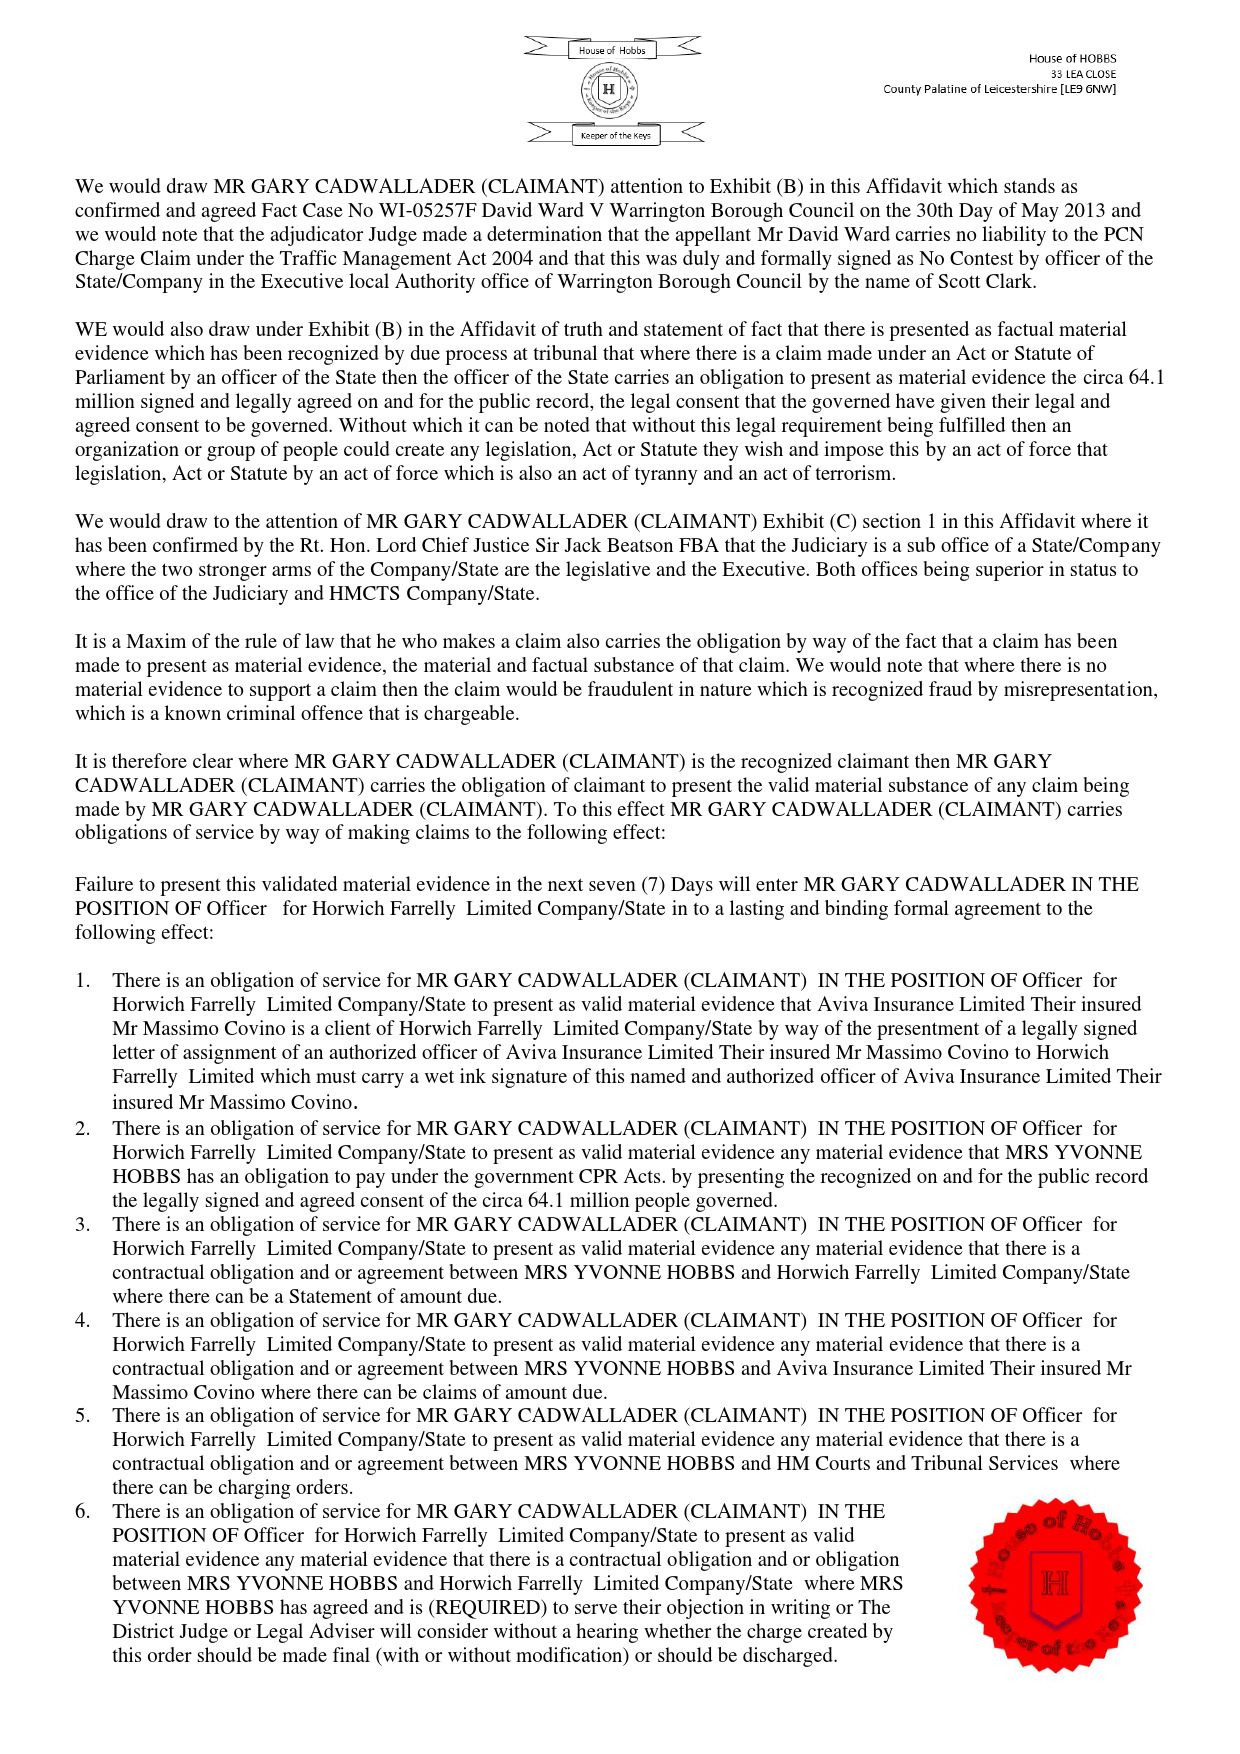 House of Hobbs
House of Hobbs
H
Keeper of the Keys
Keeper of the Keys
House of HOBBS
33 LEA CLOSE
County Palatine of Leicestershire [LE9 6NW]
We would draw MR GARY CADWALLADER (CLAIMANT) attention to Exhibit (B) in this Affidavit which stands as
confirmed and agreed Fact Case No WI-05257F David Ward V Warrington Borough Council on the 30th Day of May 2013 and
we would note that the adjudicator Judge made a determination that the appellant Mr David Ward carries no liability to the PCN
Charge Claim under the Traffic Management Act 2004 and that this was duly and formally signed as No Contest by officer of the
State/Company in the Executive local Authority office of Warrington Borough Council by the name of Scott Clark.
WE would also draw under Exhibit (B) in the Affidavit of truth and statement of fact that there is presented as factual material
evidence which has been recognized by due process at tribunal that where there is a claim made under an Act or Statute of
Parliament by an officer of the State then the officer of the State carries an obligation to present as material evidence the circa 64.1
million signed and legally agreed on and for the public record, the legal consent that the governed have given their legal and
agreed consent to be governed. Without which it can be noted that without this legal requirement being fulfilled then an
organization or group of people could create any legislation, Act or Statute they wish and impose this by an act of force that
legislation, Act or Statute by an act of force which is also an act of tyranny and an act of terrorism.
We would draw to the attention of MR GARY CADWALLADER (CLAIMANT) Exhibit (C) section 1 in this Affidavit where it
has been confirmed by the Rt. Hon. Lord Chief Justice Sir Jack Beatson FBA that the Judiciary is a sub office of a State/Company
where the two stronger arms of the Company/State are the legislative and the Executive. Both offices being superior in status to
the office of the Judiciary and HMCTS Company/State.
It is a Maxim of the rule of law that he who makes a claim also carries the obligation by way of the fact that a claim has been
made to present as material evidence, the material and factual substance of that claim. We would note that where there is no
material evidence to support a claim then the claim would be fraudulent in nature which is recognized fraud by misrepresentation,
which is a known criminal offence that is chargeable.
It is therefore clear where MR GARY CADWALLADER (CLAIMANT) is the recognized claimant then MR GARY
CADWALLADER (CLAIMANT) carries the obligation of claimant to present the valid material substance of any claim being
made by MR GARY CADWALLADER (CLAIMANT). To this effect MR GARY CADWALLADER (CLAIMANT) carries
obligations of service by way of making claims to the following effect:
Failure to present this validated material evidence in the next seven (7) Days will enter MR GARY CADWALLADER IN THE
POSITION OF Officer for Horwich Farrelly Limited Company/State in to a lasting and binding formal agreement to the
following effect:
1. There is an obligation of service for MR GARY CADWALLADER (CLAIMANT) IN THE POSITION OF Officer for
Horwich Farrelly Limited Company/State to present as valid material evidence that Aviva Insurance Limited Their insured
Mr Massimo Covino is a client of Horwich Farrelly Limited Company/State by way of the presentment of a legally signed
letter of assignment of an authorized officer of Aviva Insurance Limited Their insured Mr Massimo Covino to Horwich
Farrelly Limited which must carry a wet ink signature of this named and authorized officer of Aviva Insurance Limited Their
insured Mr Massimo Covino.
2. There is an obligation of service for MR GARY CADWALLADER (CLAIMANT) IN THE POSITION OF Officer for
Horwich Farrelly Limited Company/State to present as valid material evidence any material evidence that MRS YVONNE
HOBBS has an obligation to pay under the government CPR Acts. by presenting the recognized on and for the public record
the legally signed and agreed consent of the circa 64.1 million people governed.
3. There is an obligation of service for MR GARY CADWALLADER (CLAIMANT) IN THE POSITION OF Officer for
Horwich Farrelly Limited Company/State to present as valid material evidence any material evidence that there is a
contractual obligation and or agreement between MRS YVONNE HOBBS and Horwich Farrelly Limited Company/State
where there can be a Statement of amount due.
4. There is an obligation of service for MR GARY CADWALLADER (CLAIMANT) IN THE POSITION OF Officer for
Horwich Farrelly Limited Company/State to present as valid material evidence any material evidence that there is a
contractual obligation and or agreement between MRS YVONNE HOBBS and Aviva Insurance Limited Their insured Mr
Massimo Covino where there can be claims of amount due.
5. There is an obligation of service for MR GARY CADWALLADER (CLAIMANT) IN THE POSITION OF Officer for
Horwich Farrelly Limited Company/State to present as valid material evidence any material evidence that there is a
contractual obligation and or agreement between MRS YVONNE HOBBS and HM Courts and Tribunal Services where
there can be charging orders.
6. There is an obligation of service for MR GARY CADWALLADER (CLAIMANT) IN THE
POSITION OF Officer for Horwich Farrelly Limited Company/State to present as valid
material evidence any material evidence that there is a contractual obligation and or obligation
between MRS YVONNE HOBBS and Horwich Farrelly Limited Company/State where MRS
YVONNE HOBBS has agreed and is (REQUIRED) to serve their objection in writing or The
District Judge or Legal Adviser will consider without a hearing whether the charge created by
this order should be made final (with or without modification) or should be discharged.
House of Hobbs
H
Keeper of the Keys